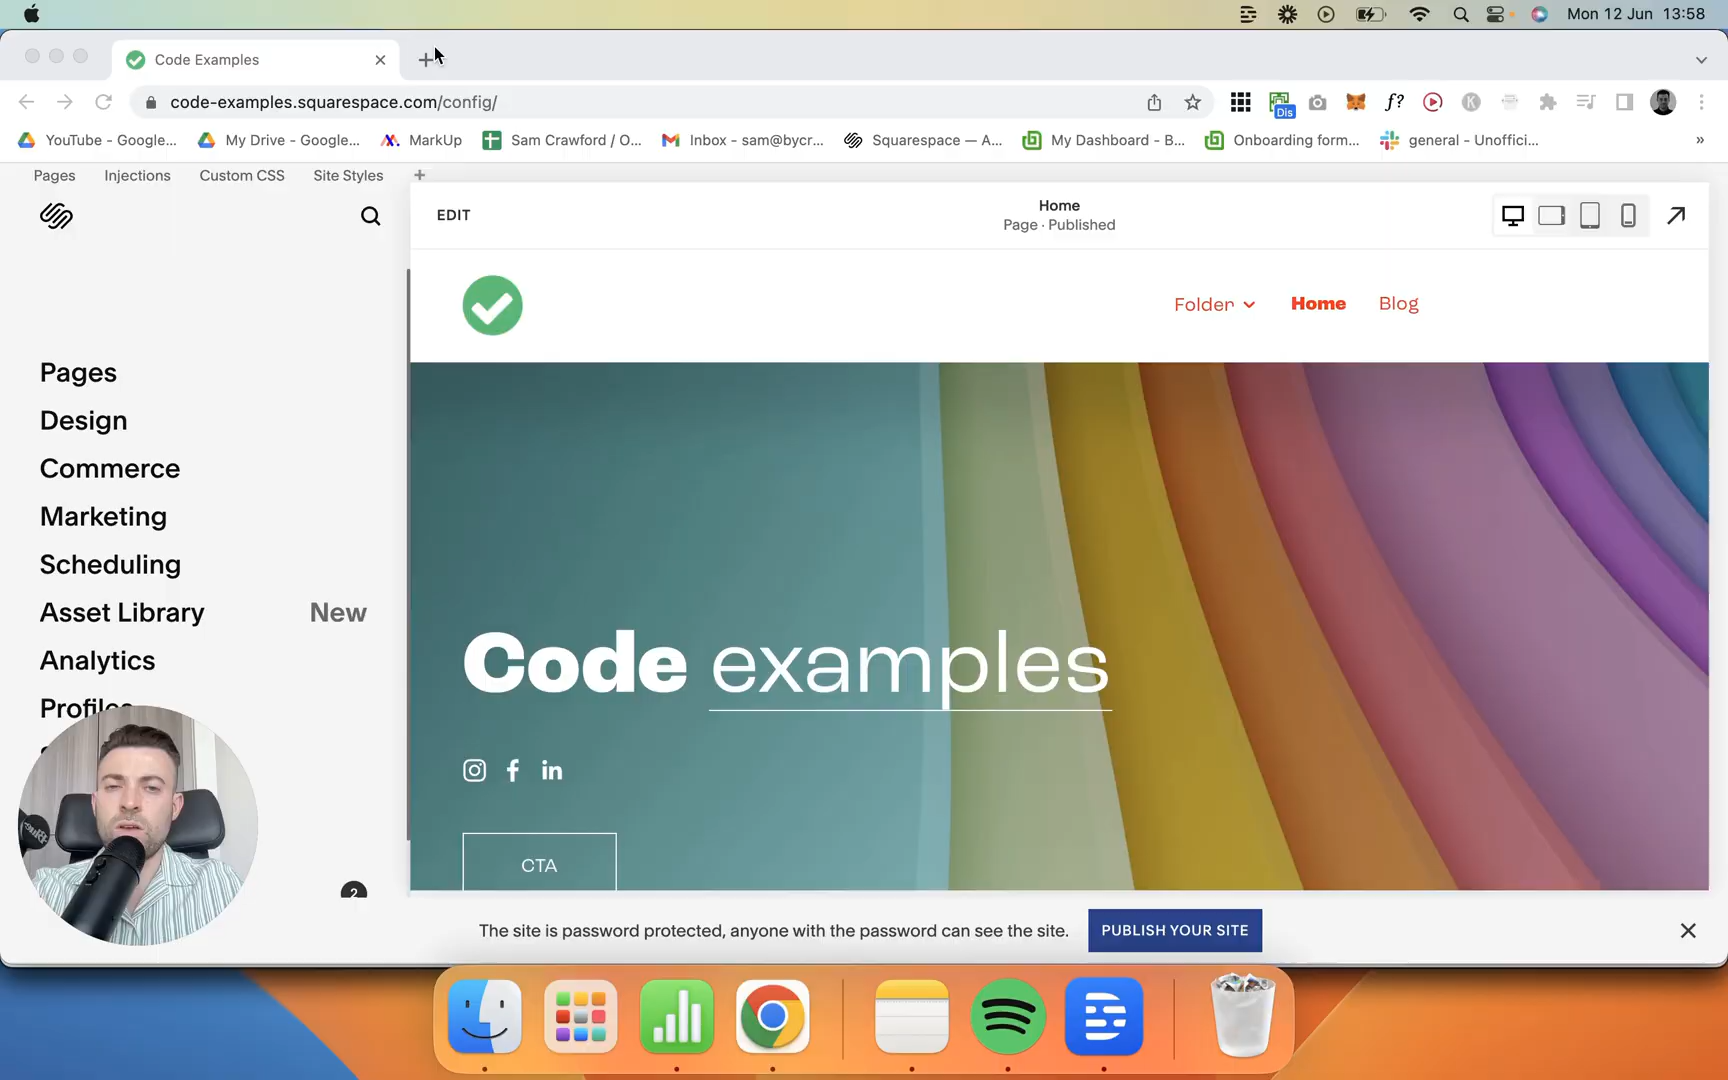 Mon 12 Jun 13:58
Code Examples
code-examples.squarespace.com/config/
f?
Dis
YouTube - Google... My Drive - Google... MarkUp Sam Crawford / O... Inbox - sam@bycr... Squarespace — A... My Dashboard - B... Onboarding form... general - Unoffici... »
Pages Injections Custom CSS Site Styles +
EDIT
Home
Page · Published
Folder Home Blog
Pages
Design
Commerce
Marketing
Scheduling
Asset Library New
Analytics
Profiles
Code examples
CTA
2
The site is password protected, anyone with the password can see the site. PUBLISH YOUR SITE